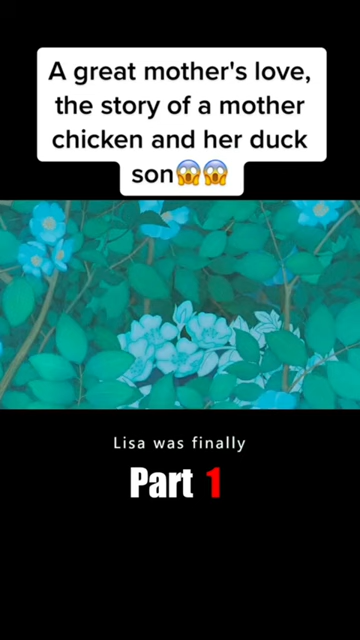 A great mother's love,
the story of a mother
chicken and her duck
son😱😱
Lisa was finally
Part 1